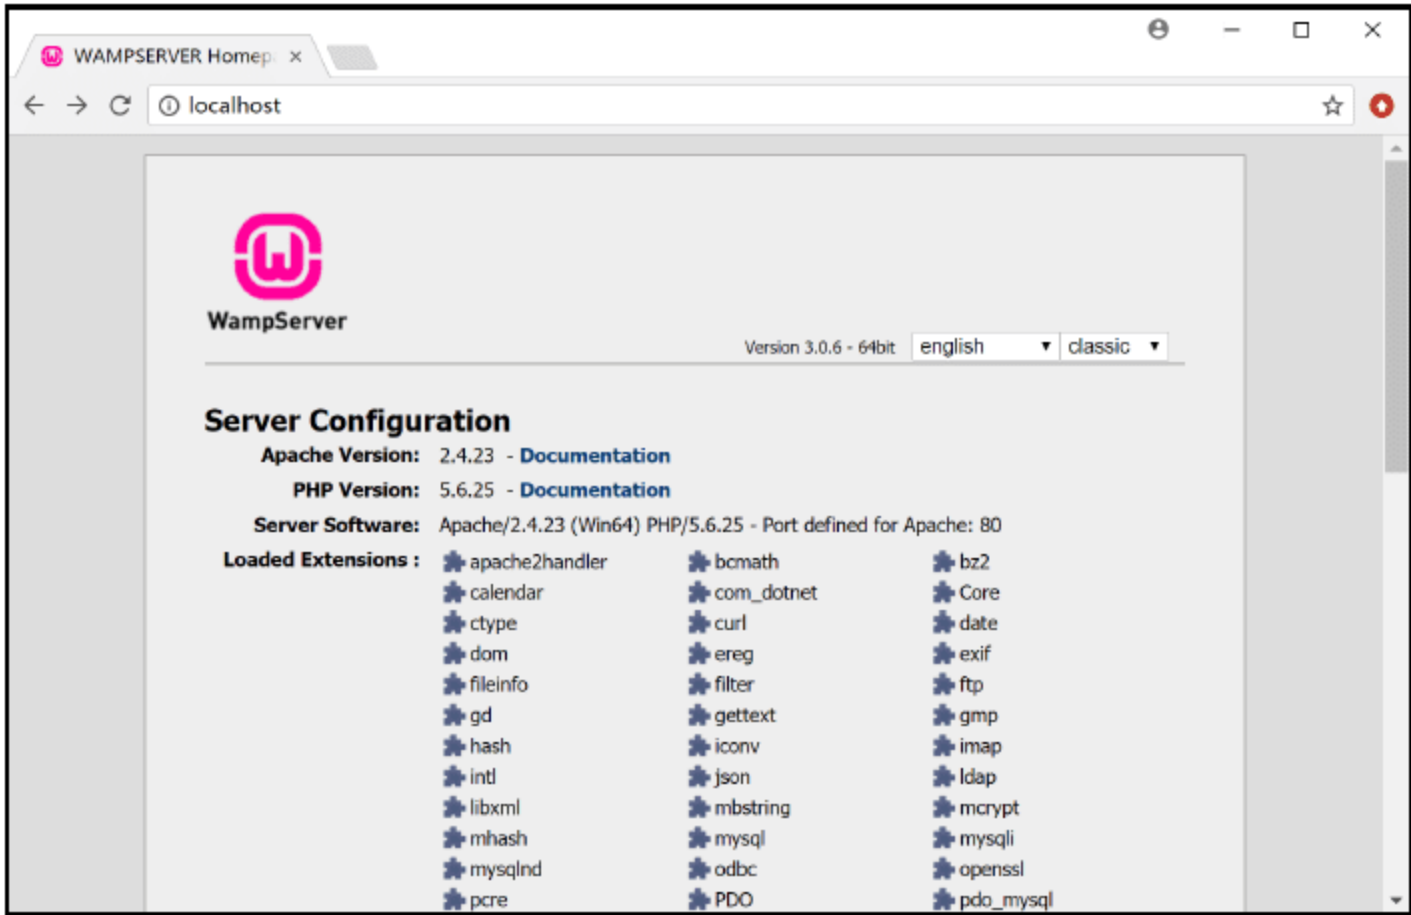 WAMPSERVER Homep
localhost
WampServer
Version 3.0.6 - 64bit english classic
Server Configuration
Apache Version: 2.4.23 - Documentation
PHP Version: 5.6.25 - Documentation
Server Software: Apache/2.4.23 (Win64) PHP/5.6.25 - Port defined for Apache: 80
Loaded Extensions : apache2handler bcmath bz2
calendar com_dotnet Core
ctype curl date
dom ereg exif
fileinfo filter ftp
gd gettext gmp
hash iconv imap
intl json ldap
libxml mbstring mcrypt
mhash mysql mysqli
mysqlnd odbc openssl
pcre PDO pdo_mysql